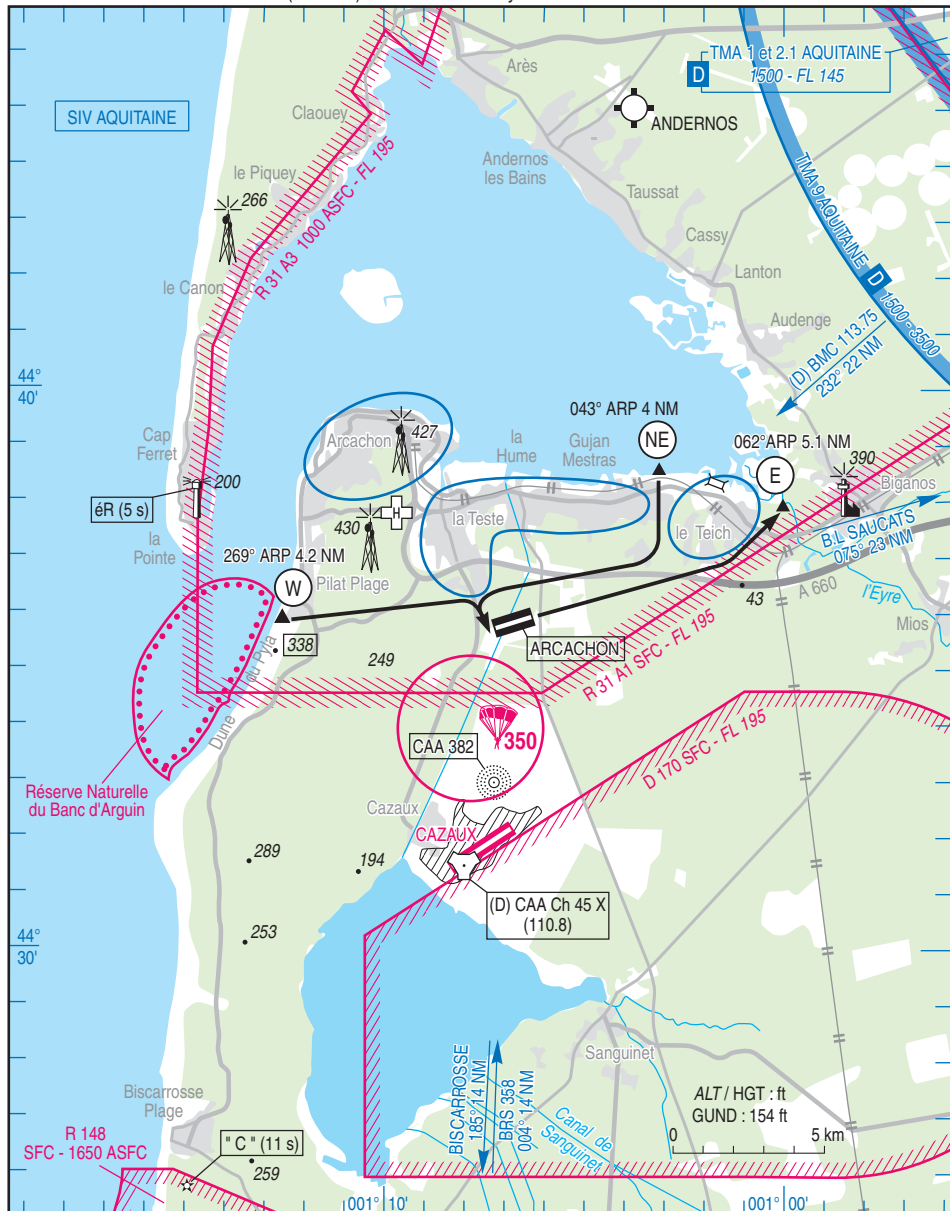 TMA 1 et 2.1 AQUITAINE
D
1500 - FL 145
Arès
SIV AQUITAINE
Claouey
ANDERNOS
Andernos
les Bains
le Piquey
266
Taussat
R 31 A3 1000 ASFC - FL 195
TMA 9 AQUITAINE D 1500 - 3500
Cassy
Lanton
le Canon
Audenge
(D) BMC 113.75
232° 22 NM
44°
40'
043° ARP 4 NM
Cap
Ferret
Arcachon
427
la
Hume
Gujan
Mestras
NE
062°ARP 5.1 NM
E
390
Biganos
200
éR (5 s)
la
Pointe
430
H
la Teste
le Teich
B.L SAUCATS
075° 23 NM
269° ARP 4.2 NM
W
Pilat Plage
43
A 660
l'Eyre
Mios
338
ARCACHON
Dune du Pyla
249
R 31 A1 SFC - FL 195
350
CAA 382
D 170 SFC - FL 195
Réserve Naturelle
du Banc d'Arguin
Cazaux
CAZAUX
289
194
(D) CAA Ch 45 X
(110.8)
44°
30'
253
Sanguinet
BISCARROSSE
185° 14 NM
BRS 358
004° 14 NM
Canal de
Sanguinet
ALT / HGT : ft
GUND : 154 ft
0
5 km
Biscarrosse
Plage
R 148
SFC - 1650 ASFC
" C " (11 s)
259
001° 10'
001° 00'